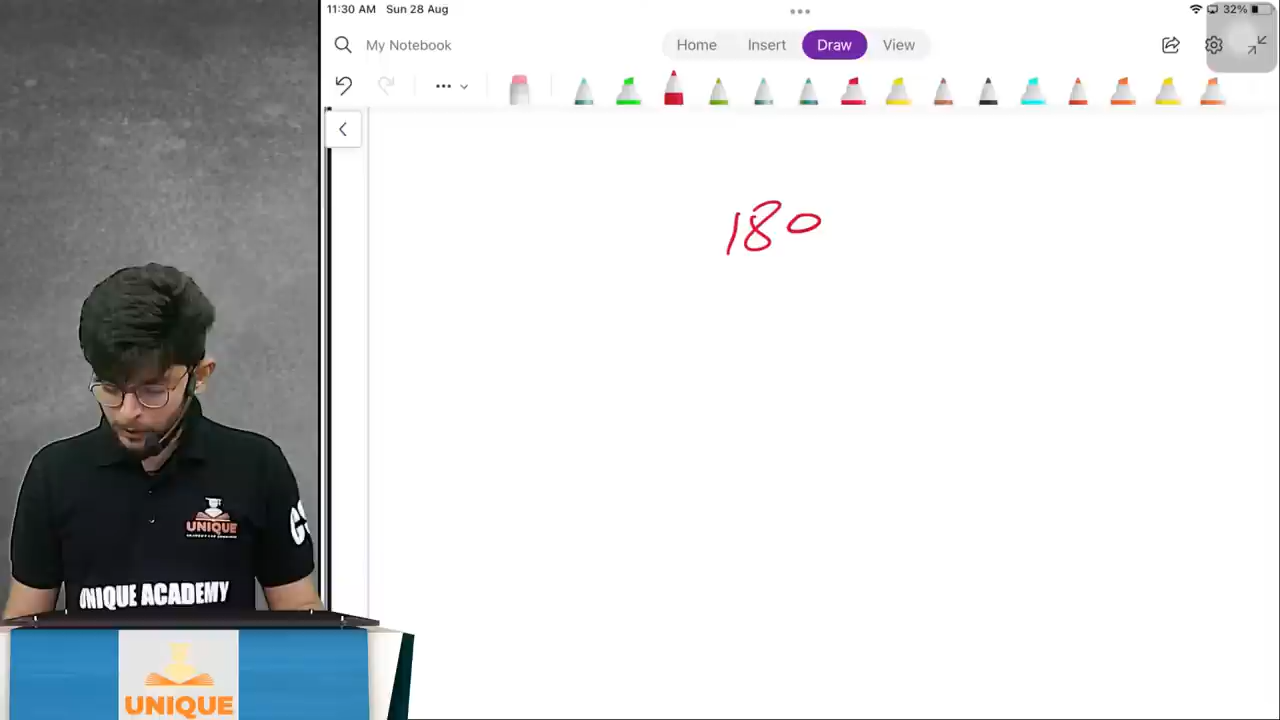 11:30 AM Sun 28 Aug 32%
My Notebook Home Insert Draw View
180
UNIQUE
UNIQUE ACADEMY
UNIQUE